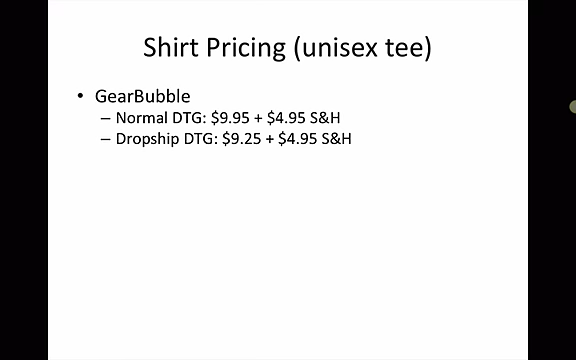 Shirt Pricing (unisex tee)
• GearBubble
– Normal DTG: $9.95 + $4.95 S&H
– Dropship DTG: $9.25 + $4.95 S&H